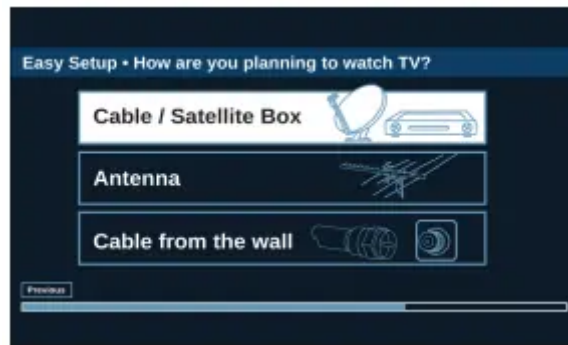 Easy Setup • How are you planning to watch TV?
Cable / Satellite Box
Antenna
Cable from the wall
Previous